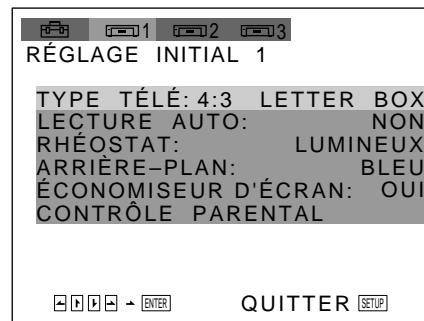 1 2 3
RÉGLAGE INITIAL 1
TYPE TÉLÉ: 4:3 LETTER BOX
LECTURE AUTO: NON
RHÉOSTAT: LUMINEUX
ARRIÈRE–PLAN: BLEU
ÉCONOMISEUR D'ÉCRAN: OUI
CONTRÔLE PARENTAL
ENTER QUITTER SETUP